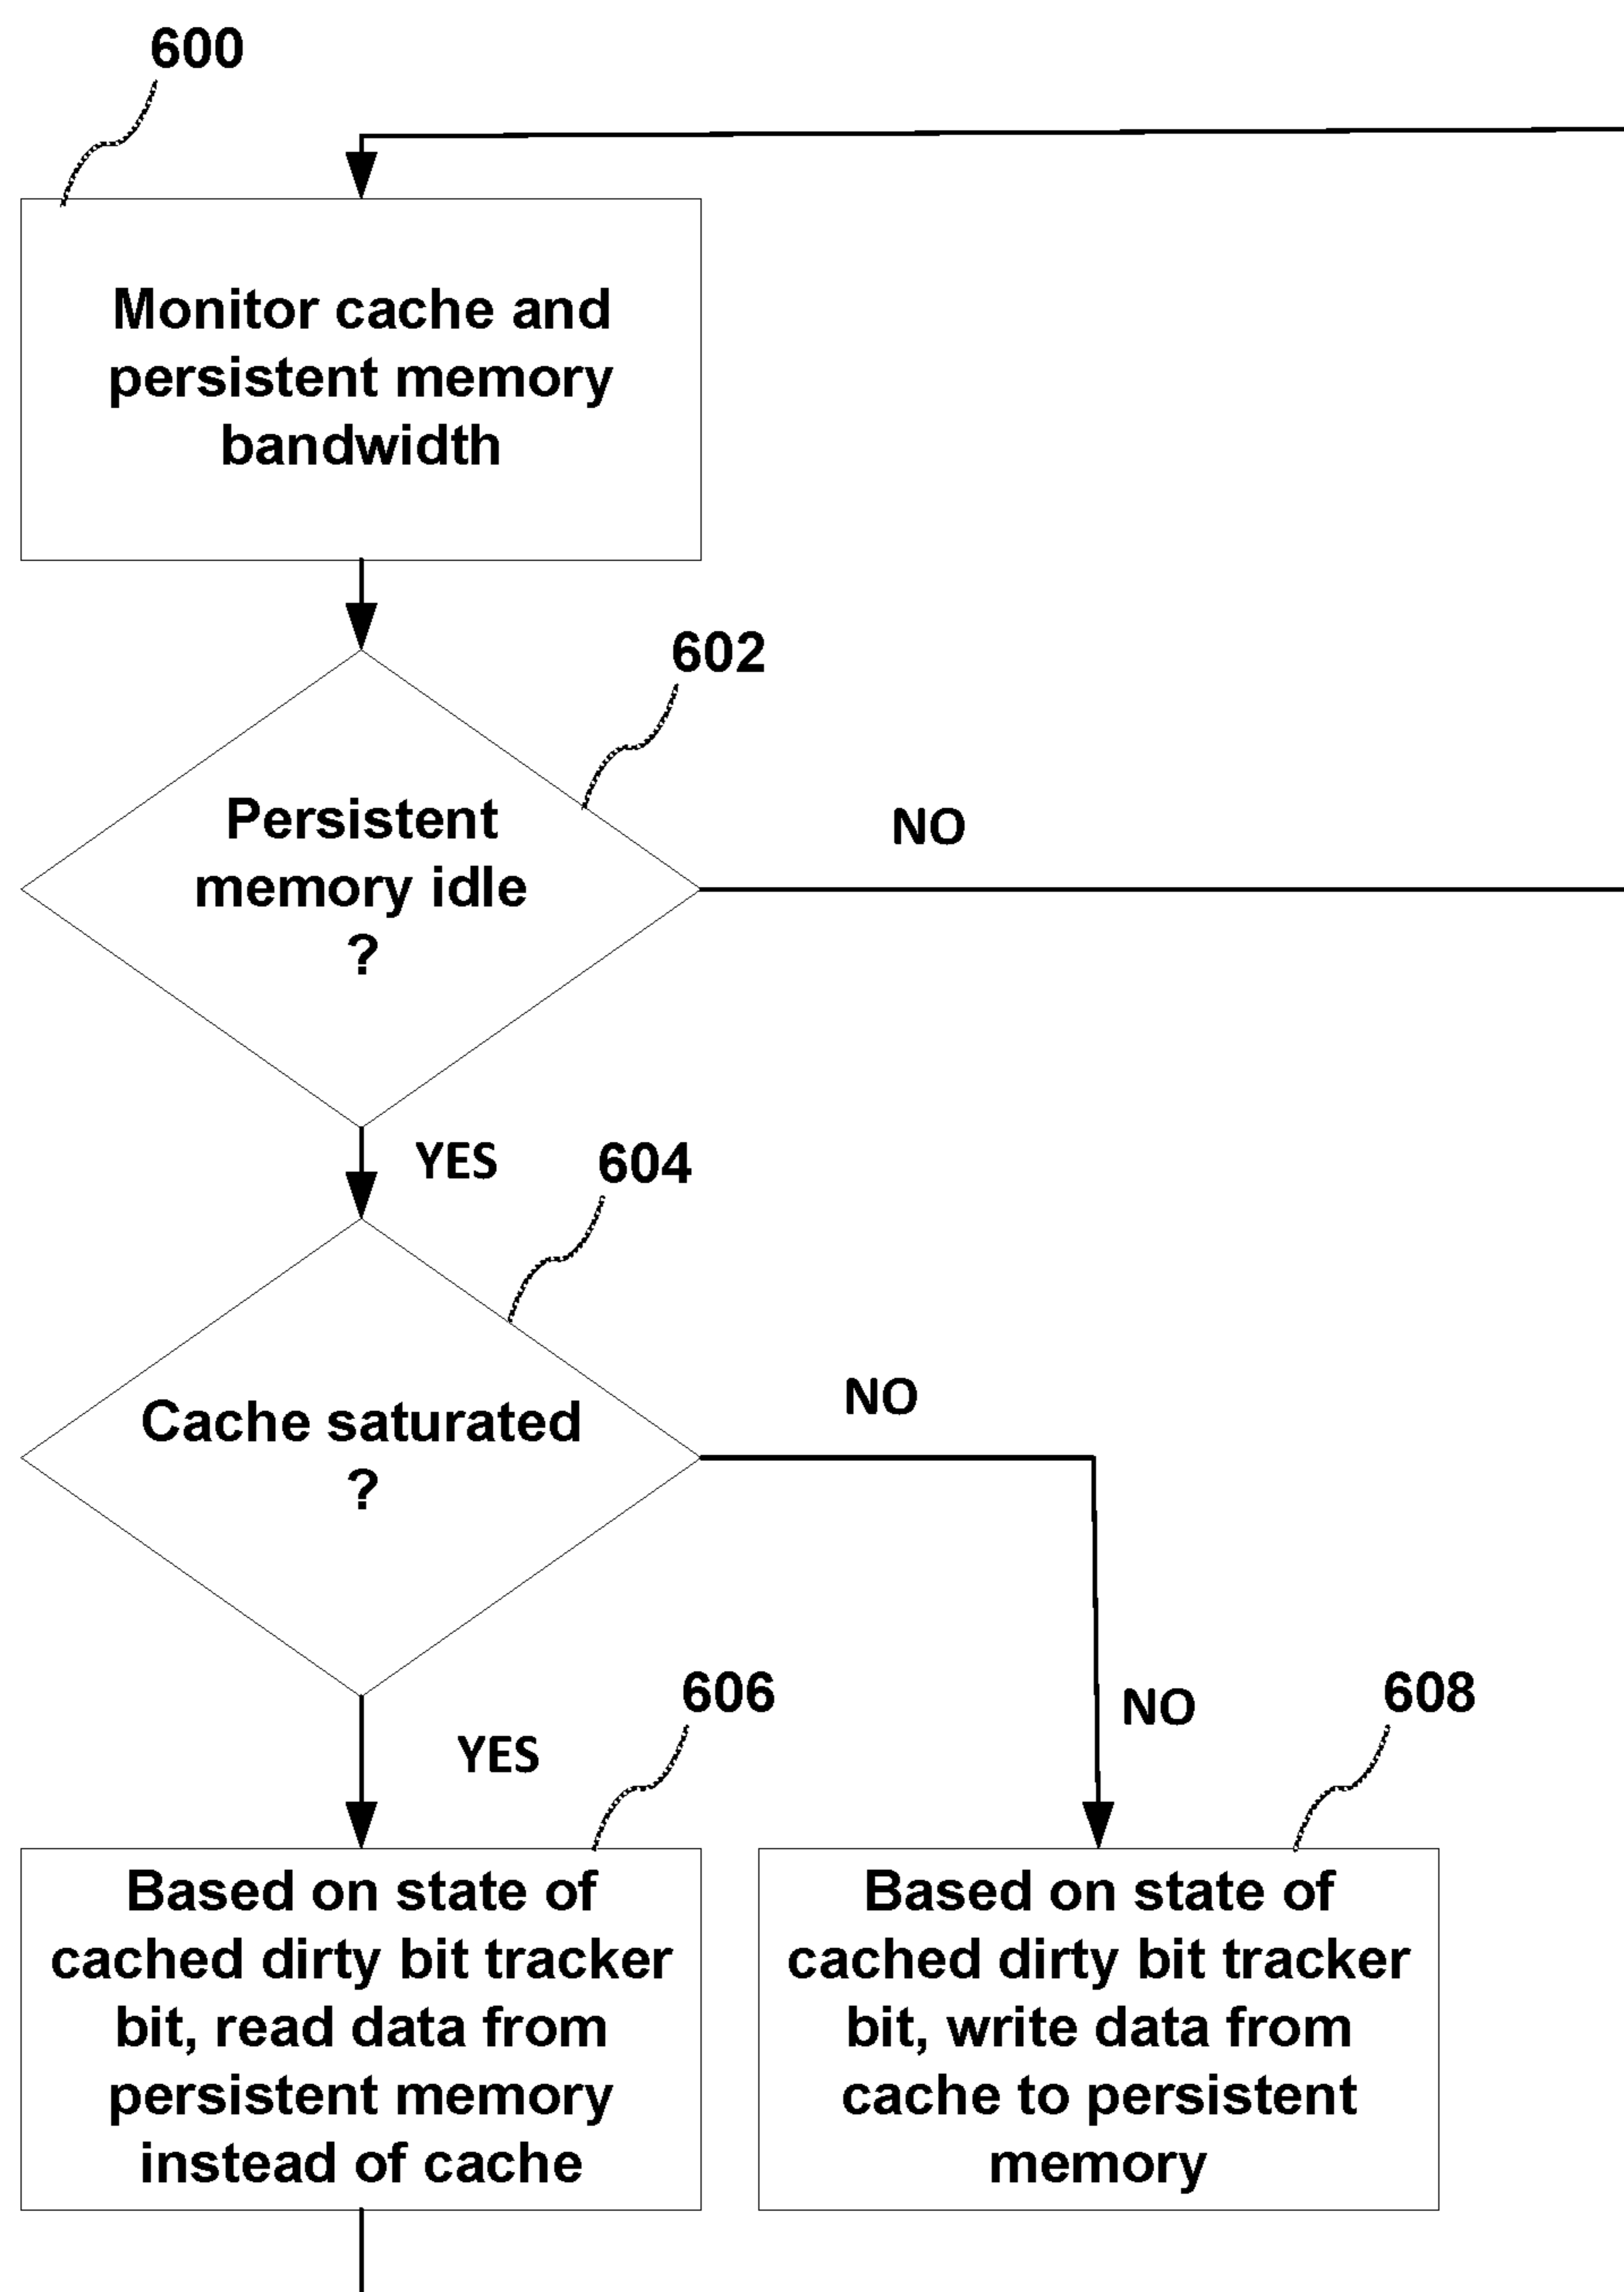 600
Monitor cache and
persistent memory
bandwidth
602
Persistent
memory idle
?
NO
YES
604
Cache saturated
?
NO
YES
606
NO
608
Based on state of
cached dirty bit tracker
bit, read data from
persistent memory
instead of cache
Based on state of
cached dirty bit tracker
bit, write data from
cache to persistent
memory